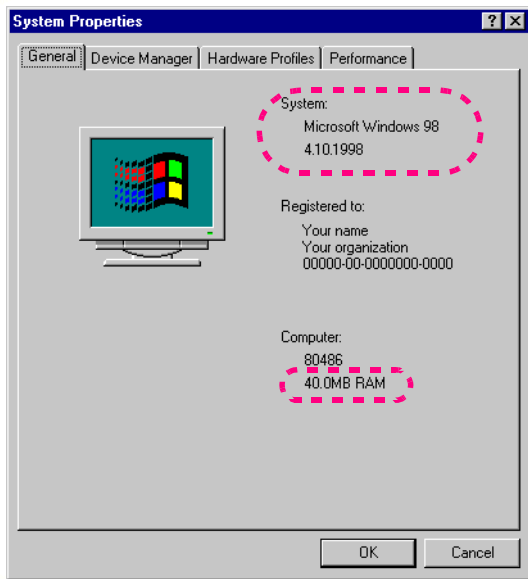 System Properties
General Device Manager Hardware Profiles Performance
System:
Microsoft Windows 98
4.10.1998
Registered to:
Your name
Your organization
00000-00-0000000-0000
Computer:
80486
40.0MB RAM
OK Cancel